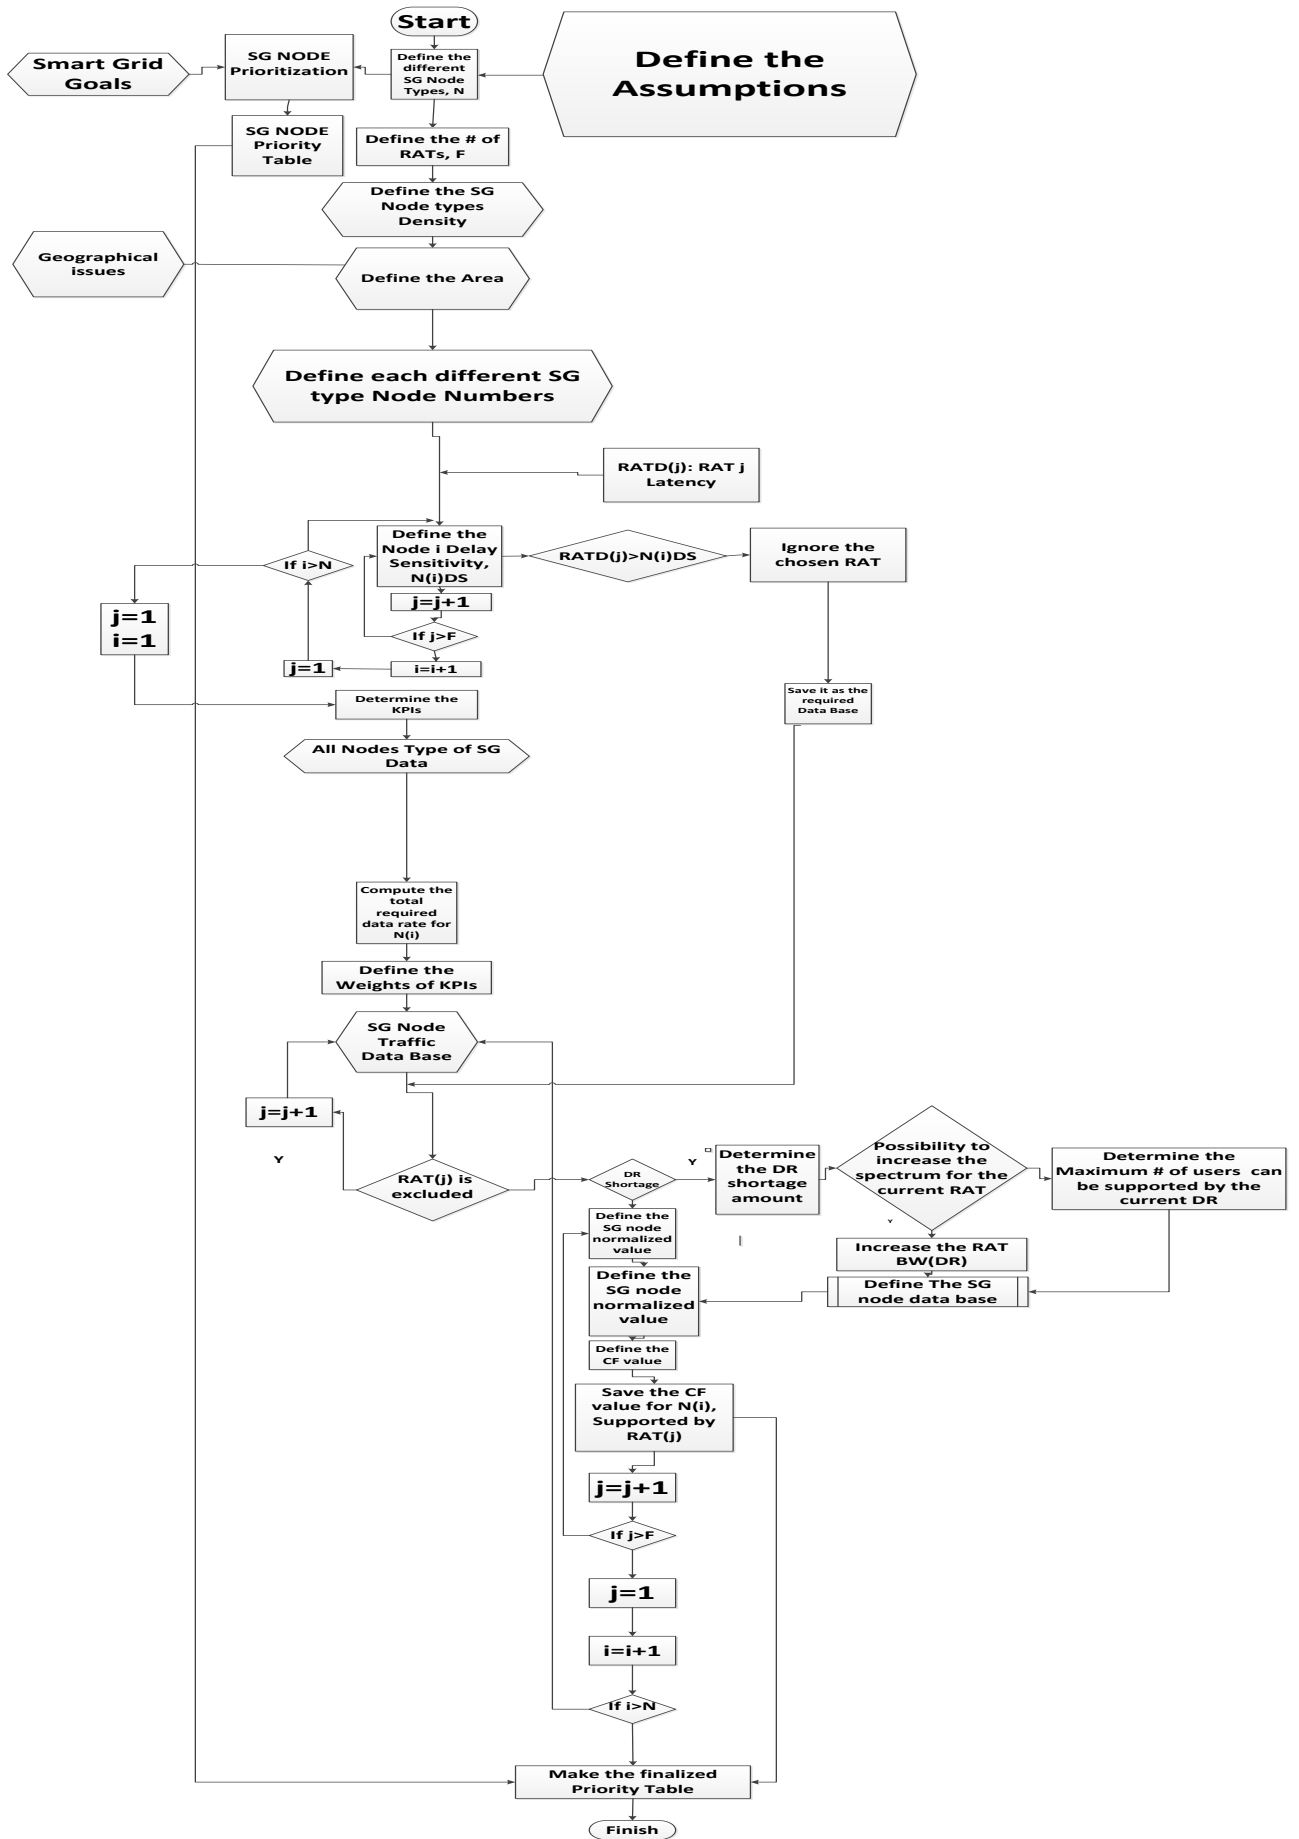 Start
Smart Grid
Goals
SG NODE
Prioritization
Define the
different
SG Node
Types, N
Define the
Assumptions
SG NODE
Priority
Table
Define the # of
RATs, F
Define the SG
Node types
Density
Geographical
issues
Define the Area
Define each different SG
type Node Numbers
RATD(j): RAT j
Latency
Define the
Node i Delay
Sensitivity,
N(i)DS
RATD(j)>N(i)DS
Ignore the
chosen RAT
If i>N
j=1
i=1
j=j+1
If j>F
i=i+1
j=1
Save it as the
required
Data Base
Determine the
KPIs
All Nodes Type of SG
Data
Compute the
total
required
data rate for
N(i)
Define the
Weights of KPIs
SG Node
Traffic
Data Base
j=j+1
Y
RAT(j) is
excluded
DR
Shortage
Y
Determine
the DR
shortage
amount
Possibility to
increase the
spectrum for the
current RAT
Y
Determine the
Maximum # of users can
be supported by the
current DR
Define the
SG node
normalized
value
Increase the RAT
BW(DR)
Define The SG
node data base
Define the
SG node
normalized
value
Define the
CF value
Save the CF
value for N(i),
Supported by
RAT(j)
j=j+1
If j>F
j=1
i=i+1
If i>N
Make the finalized
Priority Table
Finish